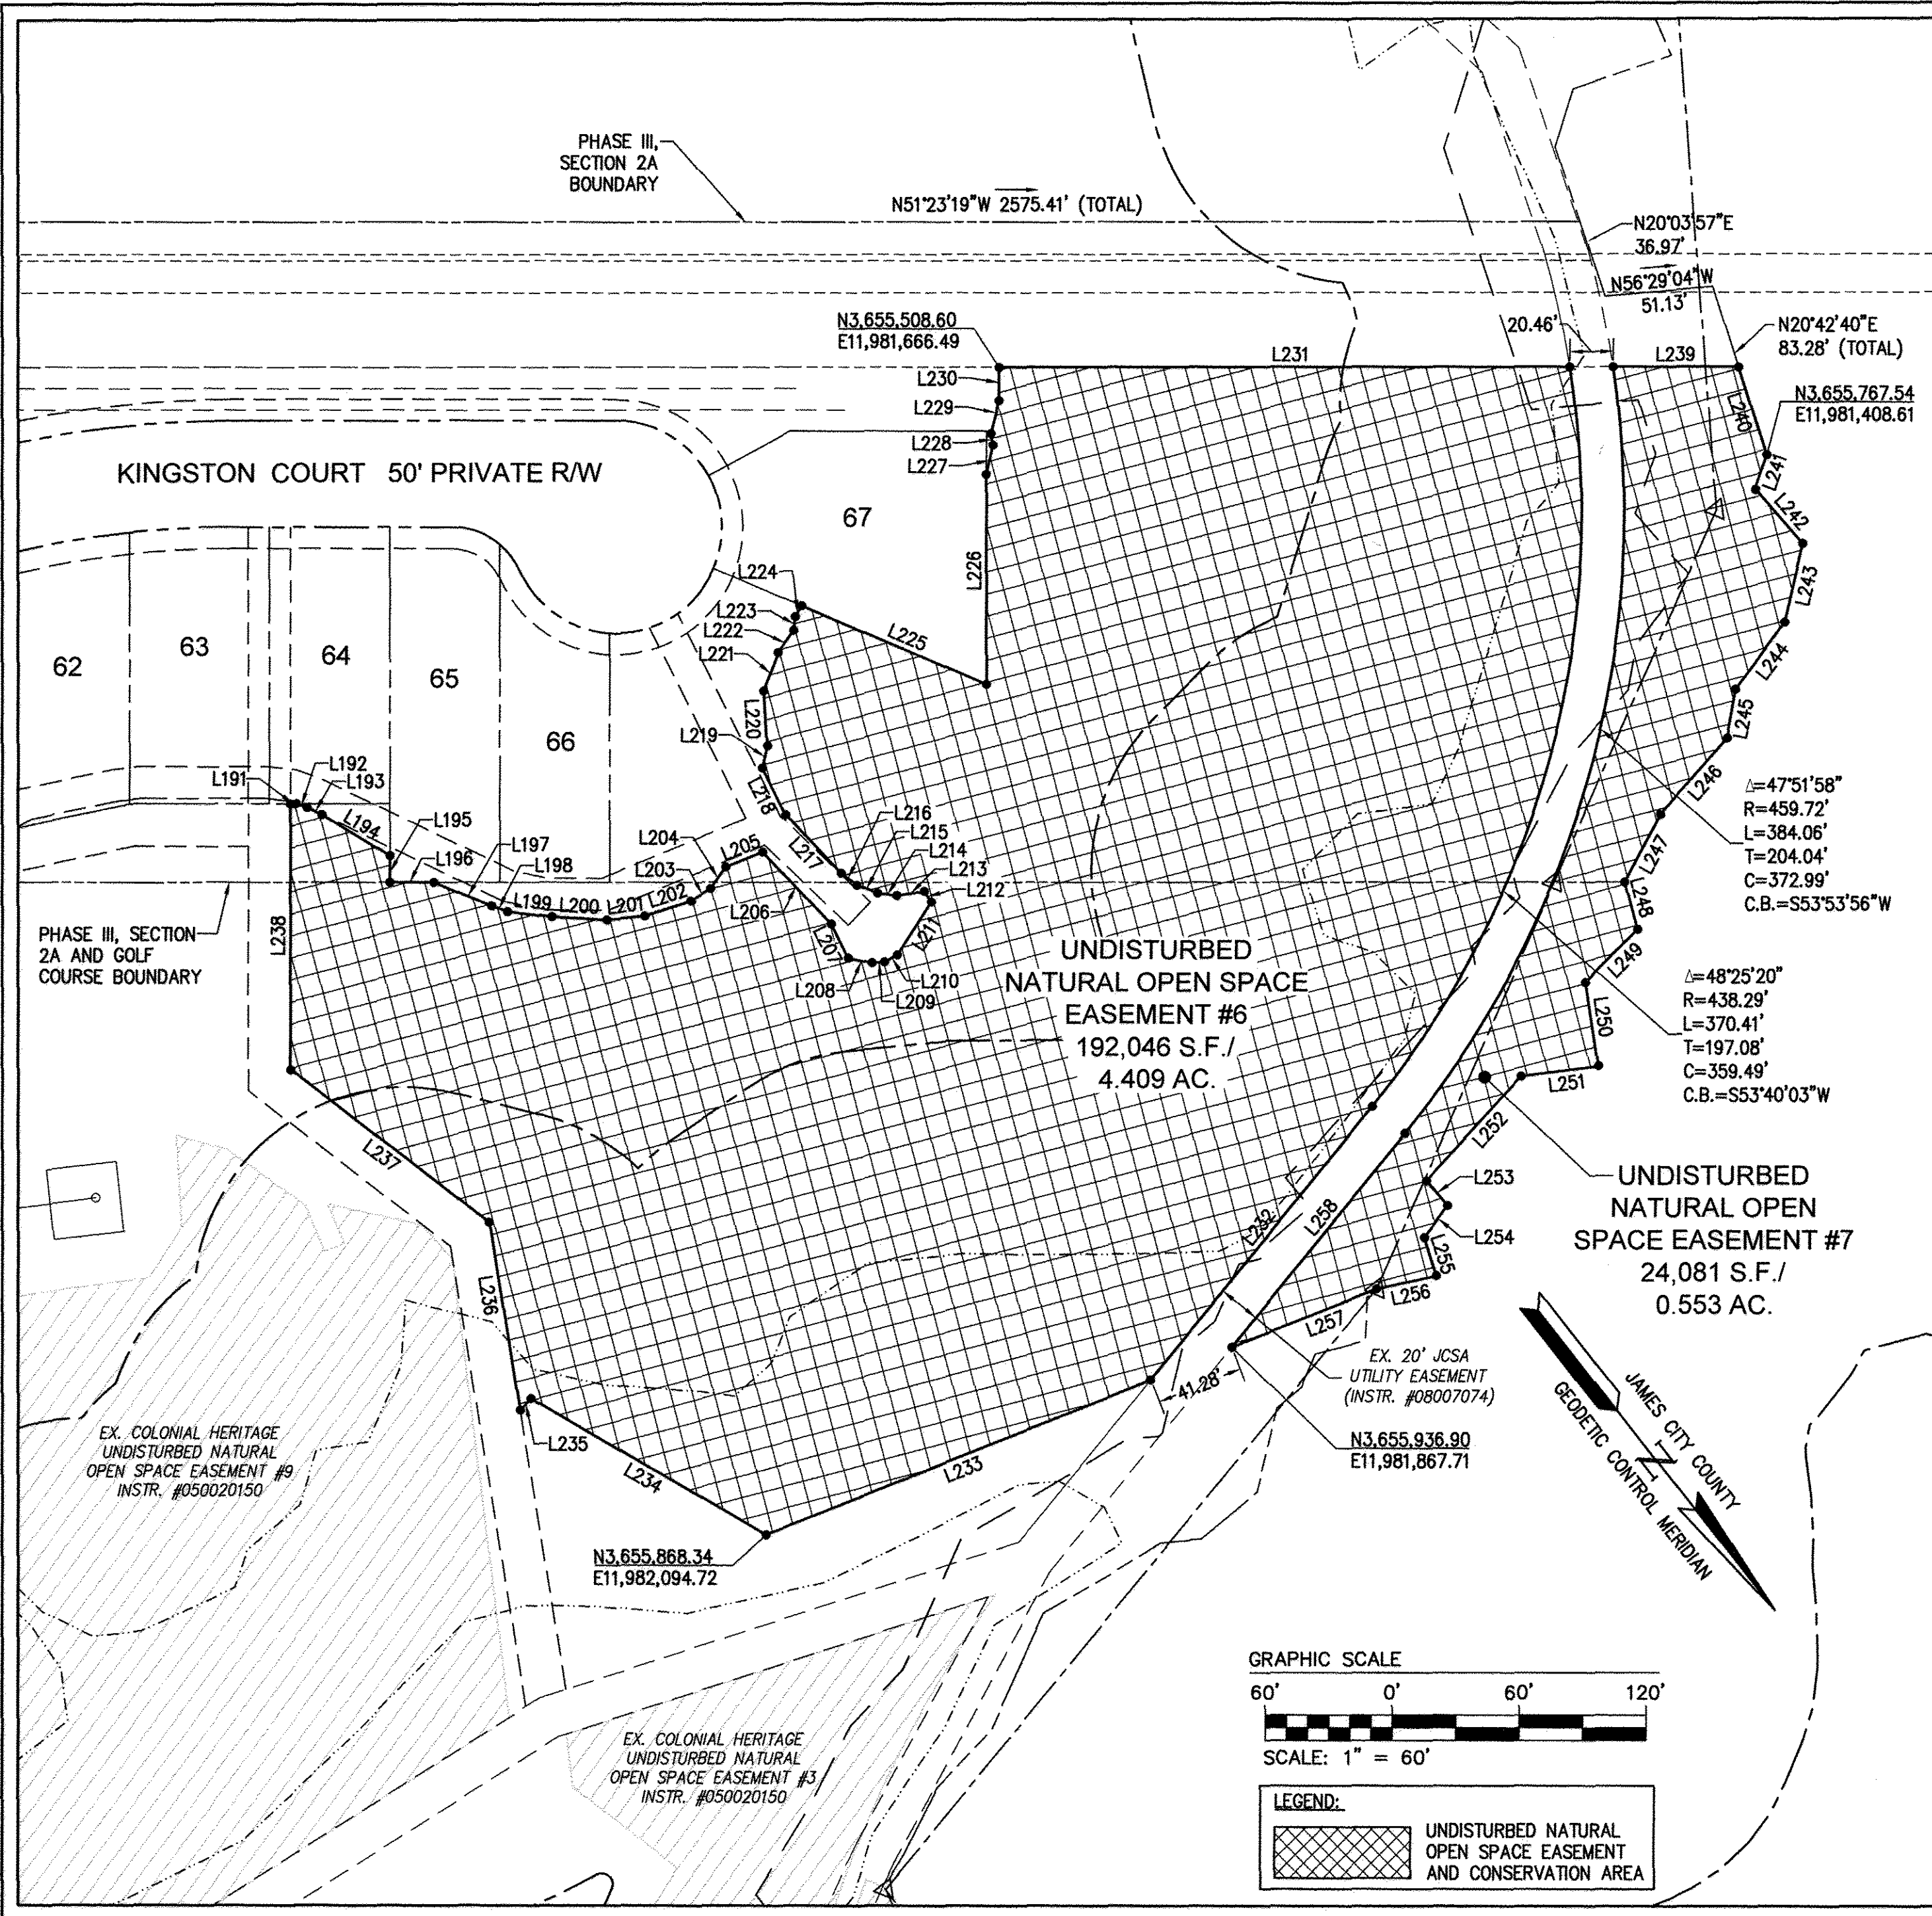 PHASE III,
SECTION 2A
BOUNDARY
N51°23'19"W 2575.41' (TOTAL)
N20°03'57"E
36.97'
N56°29'04"W
51.13'
20.46'
N20°42'40"E
83.28' (TOTAL)
N3,655,508.60
E11,981,666.49
L231
L239
L230
L229
L228
L227
L240
N3,655,767.54
E11,981,408.61
L241
L242
L243
L244
L245
L246
KINGSTON COURT 50' PRIVATE R/W
67
L226
L224
L223
L222
L221
L225
L220
L219
L218
62
63
64
65
66
L191
L192
L193
L194
L195
L196
L197
L198
L199
L200
L201
L202
L203
L204
L205
L206
L207
L208
L209
L210
L211
L212
L213
L214
L215
L216
L217
Δ=47°51'58"
R=459.72'
L=384.06'
T=204.04'
C=372.99'
C.B.=S53°53'56"W
L247
L248
L249
L250
L251
L252
L253
L254
L255
L256
L257
L258
Δ=48°25'20"
R=438.29'
L=370.41'
T=197.08'
C=359.49'
C.B.=S53°40'03"W
PHASE III, SECTION
2A AND GOLF
COURSE BOUNDARY
L238
L237
L236
L235
L234
L233
L232
UNDISTURBED
NATURAL OPEN SPACE
EASEMENT #6
192,046 S.F./
4.409 AC.
UNDISTURBED
NATURAL OPEN
SPACE EASEMENT #7
24,081 S.F./
0.553 AC.
EX. 20' JCSA
UTILITY EASEMENT
(INSTR. #08007074)
41.28'
N3,655,936.90
E11,981,867.71
JAMES CITY COUNTY
GEODETIC CONTROL MERIDIAN
EX. COLONIAL HERITAGE
UNDISTURBED NATURAL
OPEN SPACE EASEMENT #9
INSTR. #050020150
N3,655,868.34
E11,982,094.72
EX. COLONIAL HERITAGE
UNDISTURBED NATURAL
OPEN SPACE EASEMENT #3
INSTR. #050020150
GRAPHIC SCALE
60' 0' 60' 120'
SCALE: 1" = 60'
LEGEND:
UNDISTURBED NATURAL
OPEN SPACE EASEMENT
AND CONSERVATION AREA